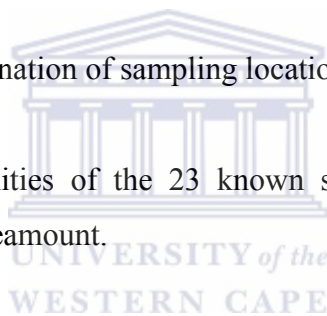 nation of sampling locatio
ities of the 23 known s
eamount.
UNIVERSITY of the
WESTERN CAPE